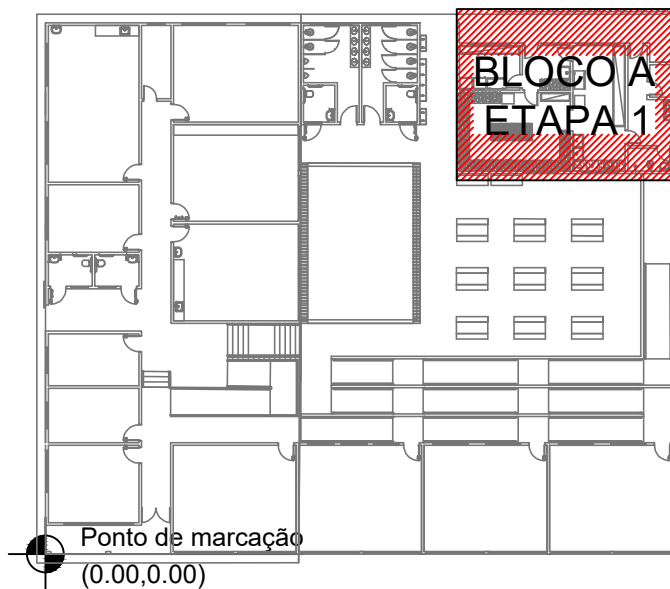 BLOCO A
ETAPA 1
Ponto de marcação
(0.00,0.00)